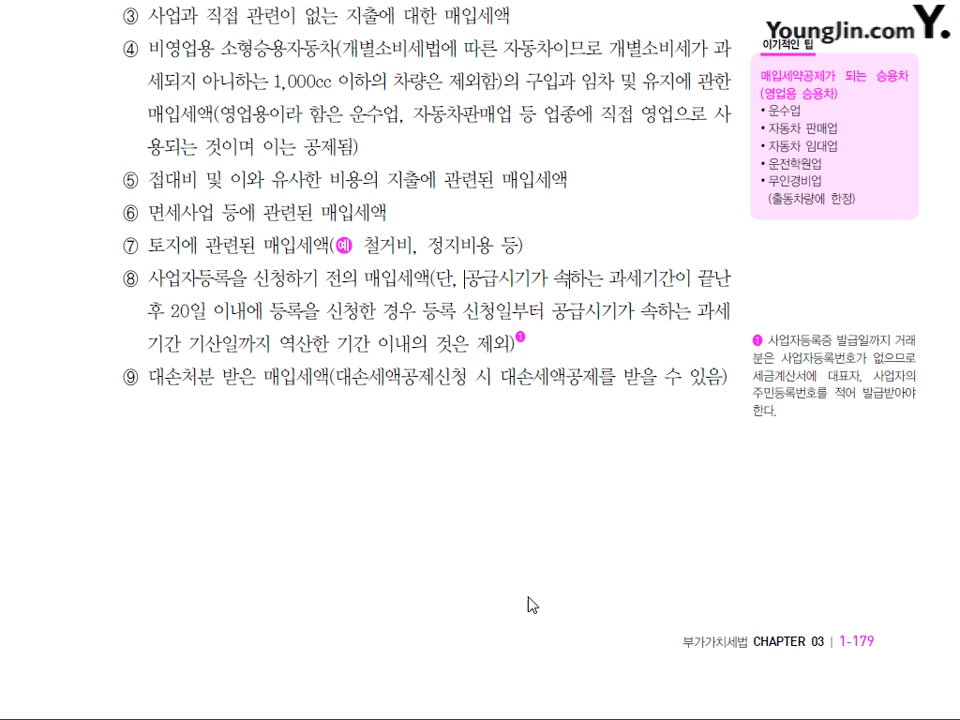 ③ 사업과 직접 관련이 없는 지출에 대한 매입세액
④ 비영업용 소형승용자동차(개별소비세법에 따른 자동차이므로 개별소비세가 과
세되지 아니하는 1,000cc 이하의 차량은 제외함)의 구입과 임차 및 유지에 관한
매입세액(영업용이라 함은 운수업, 자동차판매업 등 업종에 직접 영업으로 사
용되는 것이며 이는 공제됨)
⑤ 접대비 및 이와 유사한 비용의 지출에 관련된 매입세액
⑥ 면세사업 등에 관련된 매입세액
⑦ 토지에 관련된 매입세액(예 철거비, 정지비용 등)
⑧ 사업자등록을 신청하기 전의 매입세액(단, 공급시기가 속하는 과세기간이 끝난
후 20일 이내에 등록을 신청한 경우 등록 신청일부터 공급시기가 속하는 과세
기간 기산일까지 역산한 기간 이내의 것은 제외)❶
⑨ 대손처분 받은 매입세액(대손세액공제신청 시 대손세액공제를 받을 수 있음)
YoungJin.com Y.
이기적인 팁
매입세액공제가 되는 승용차
(영업용 승용차)
• 운수업
• 자동차 판매업
• 자동차 임대업
• 운전학원업
• 무인경비업
(출동차량에 한정)
❶ 사업자등록증 발급일까지 거래
분은 사업자등록번호가 없으므로
세금계산서에 대표자, 사업자의
주민등록번호를 적어 발급받아야
한다.
부가가치세법 CHAPTER 03 | 1-179